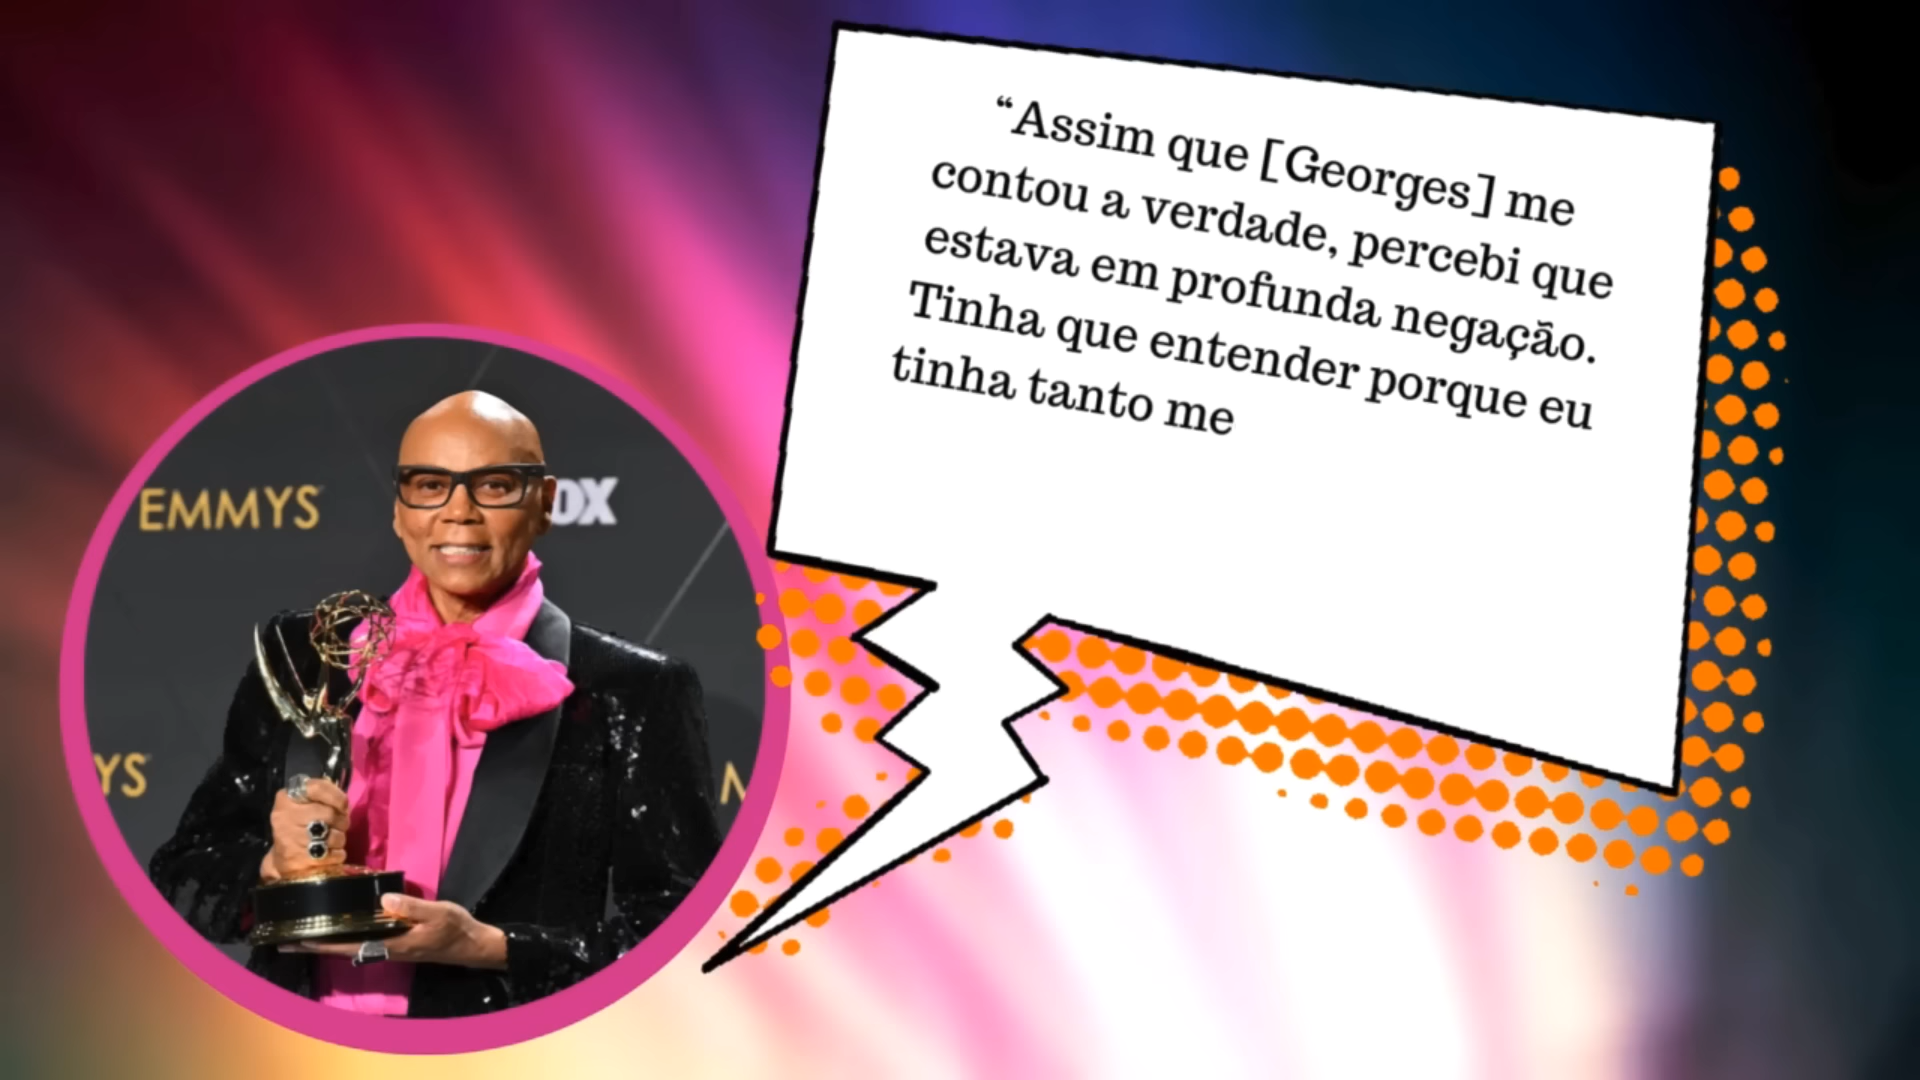 “Assim que [Georges] me
contou a verdade, percebi que
estava em profunda negação.
Tinha que entender porque eu
tinha tanto me
EMMYS
OX
YS
M